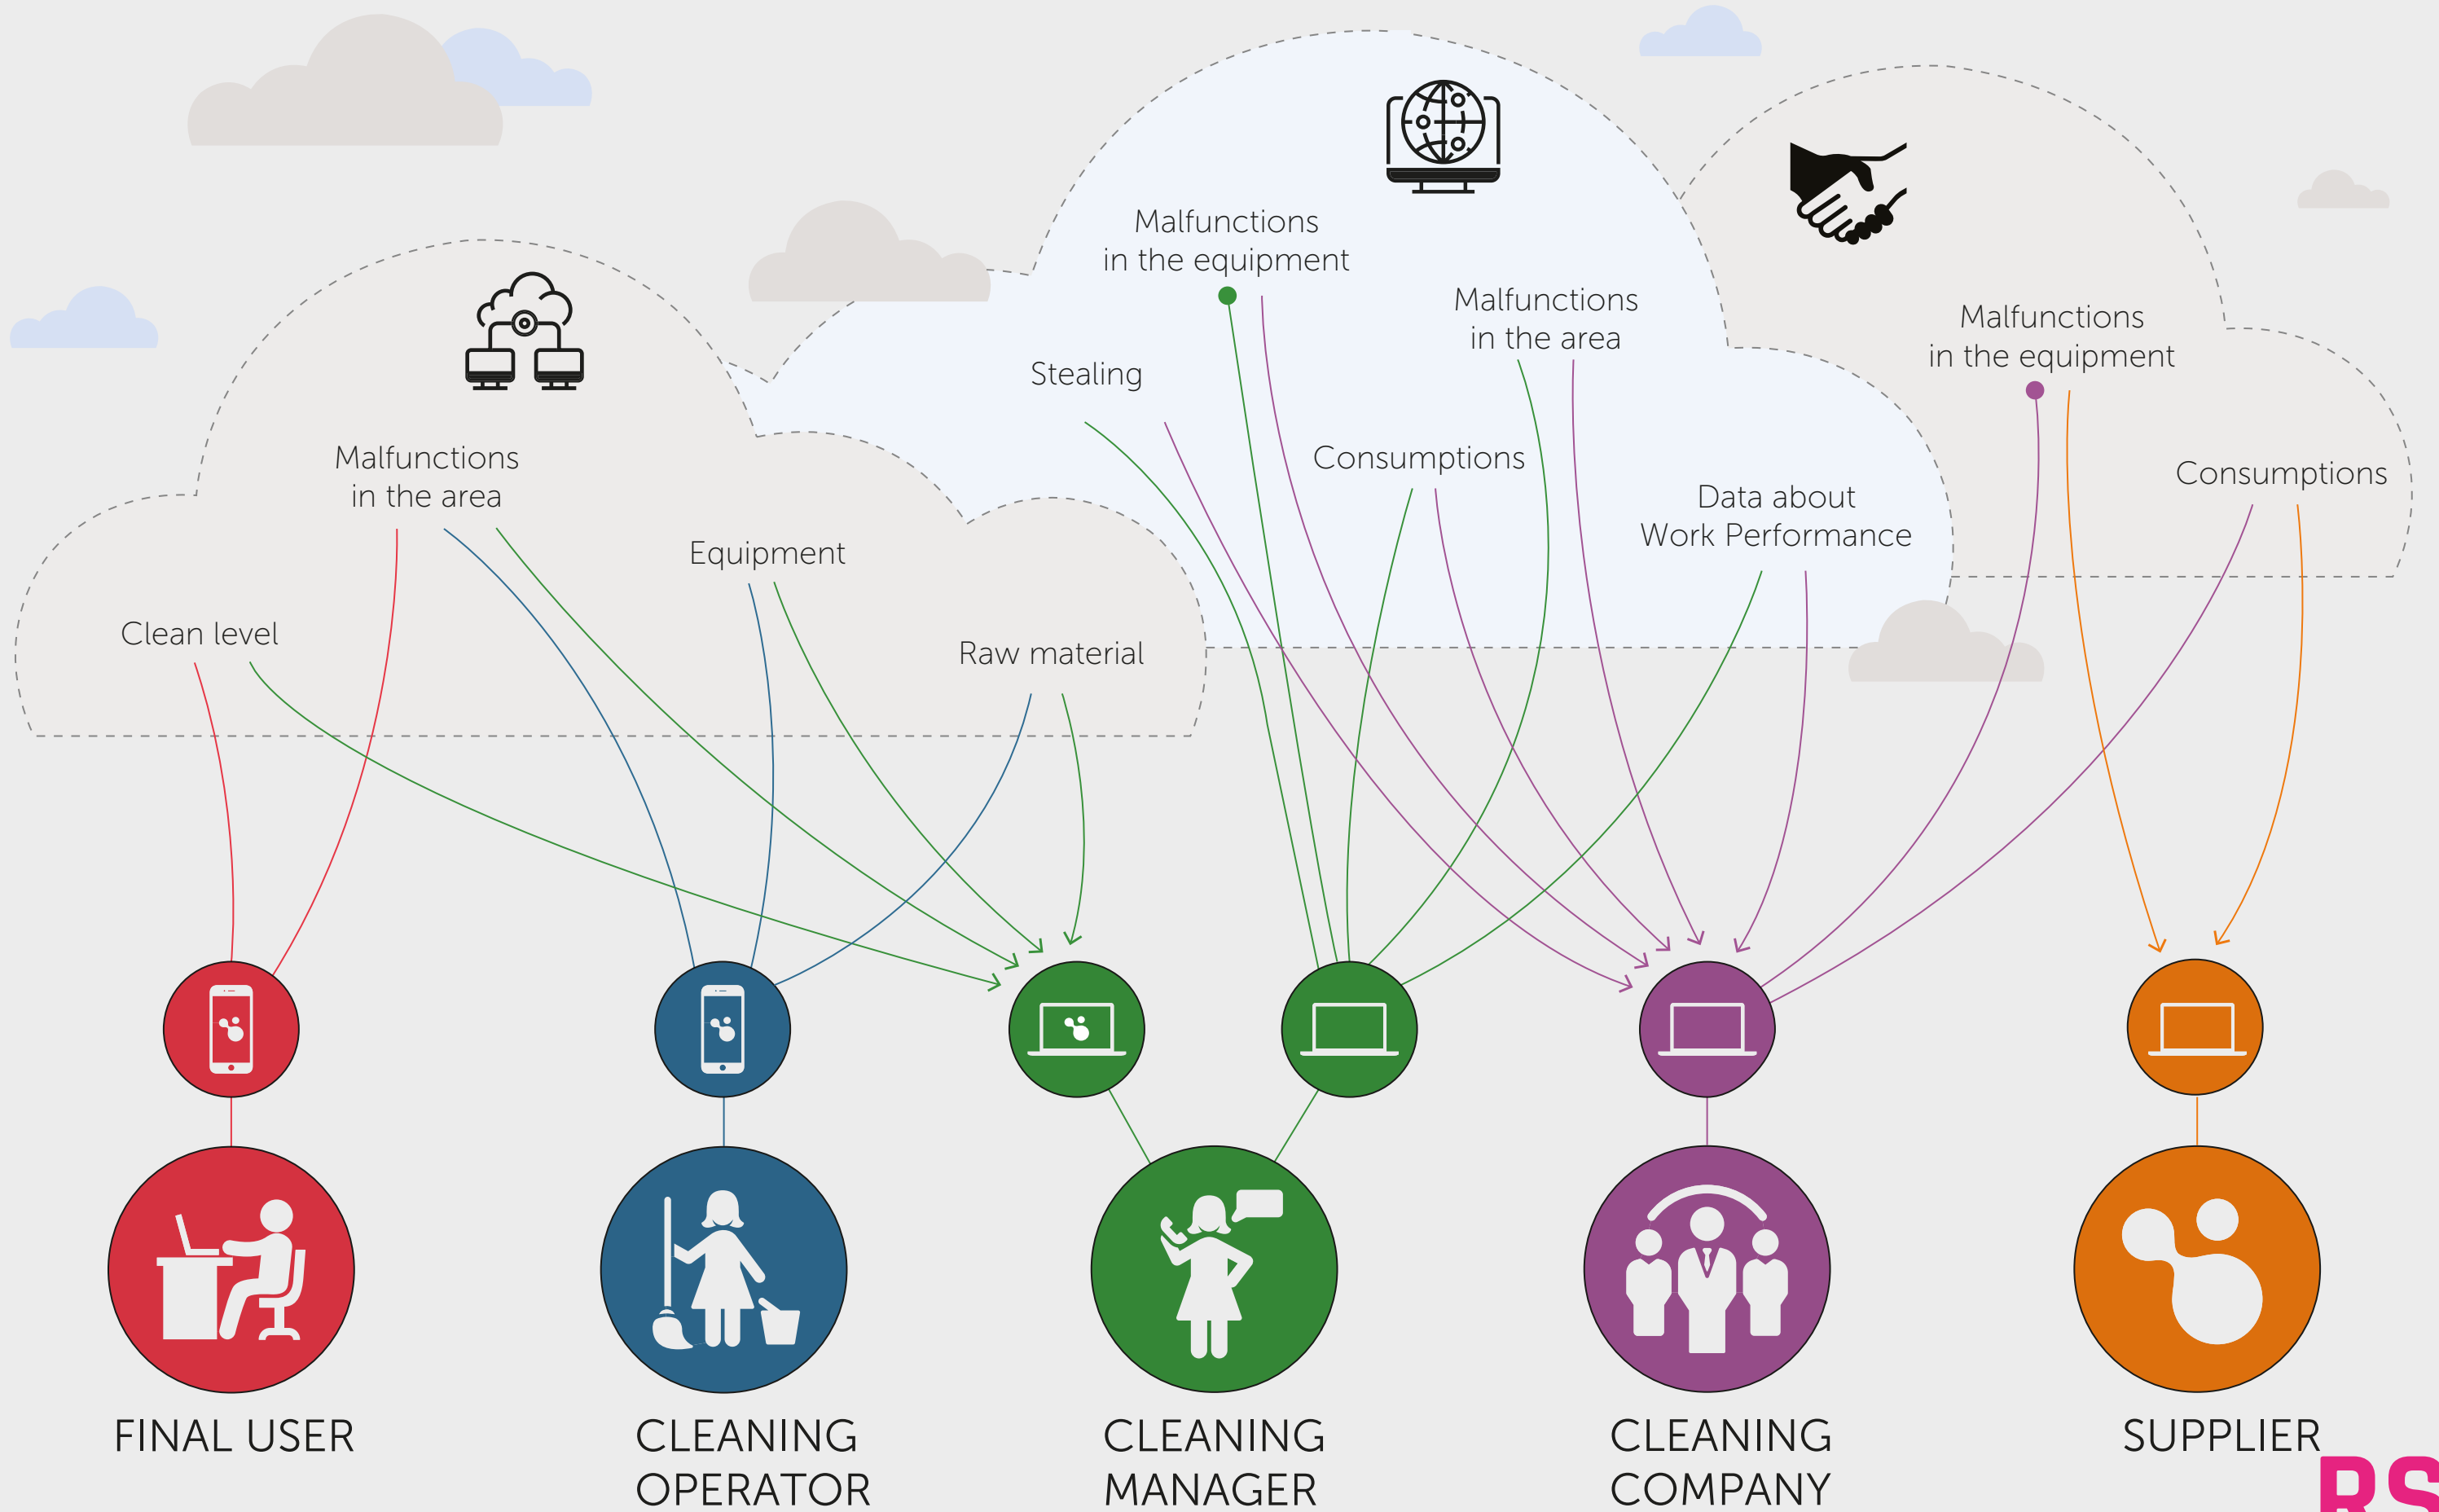 Malfunctions
in the equipment
Malfunctions
in the area
Malfunctions
in the equipment
Stealing
Malfunctions
in the area
Consumptions
Consumptions
Data about
Work Performance
Equipment
Clean level
Raw material
FINAL USER
CLEANING
OPERATOR
CLEANING
MANAGER
CLEANING
COMPANY
SUPPLIER
RS